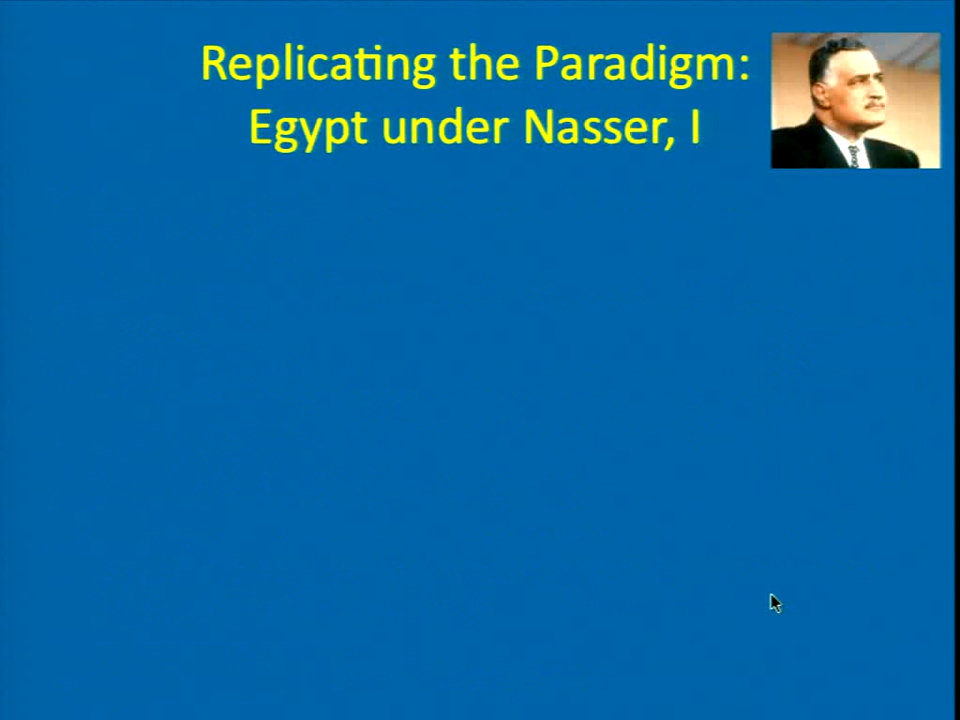 Replicating the Paradigm:
Egypt under Nasser, I